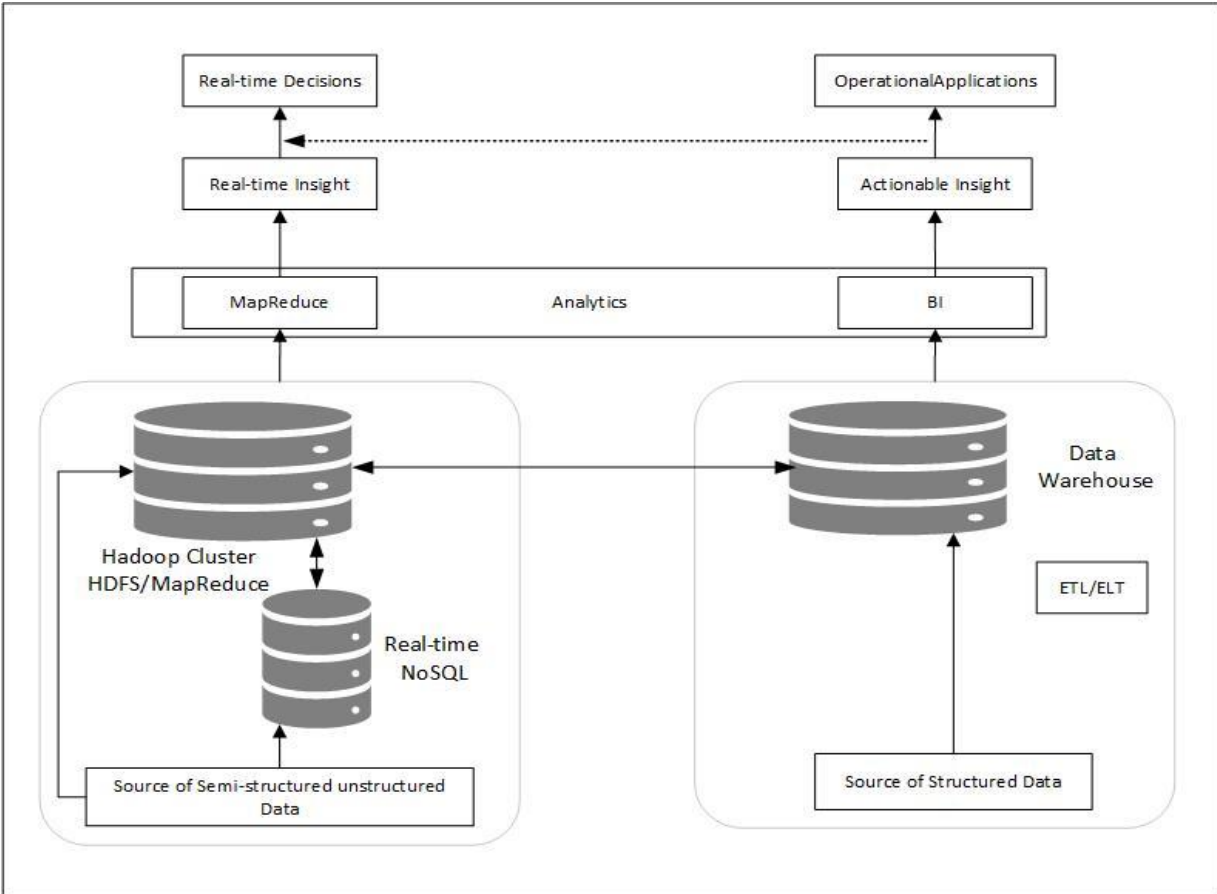 Real-time Decisions
OperationalApplications
Real-time Insight
Actionable Insight
MapReduce
Analytics
BI
Hadoop Cluster
HDFS/MapReduce
Real-time
NoSQL
Data
Warehouse
ETL/ELT
Source of Semi-structured unstructured
Data
Source of Structured Data